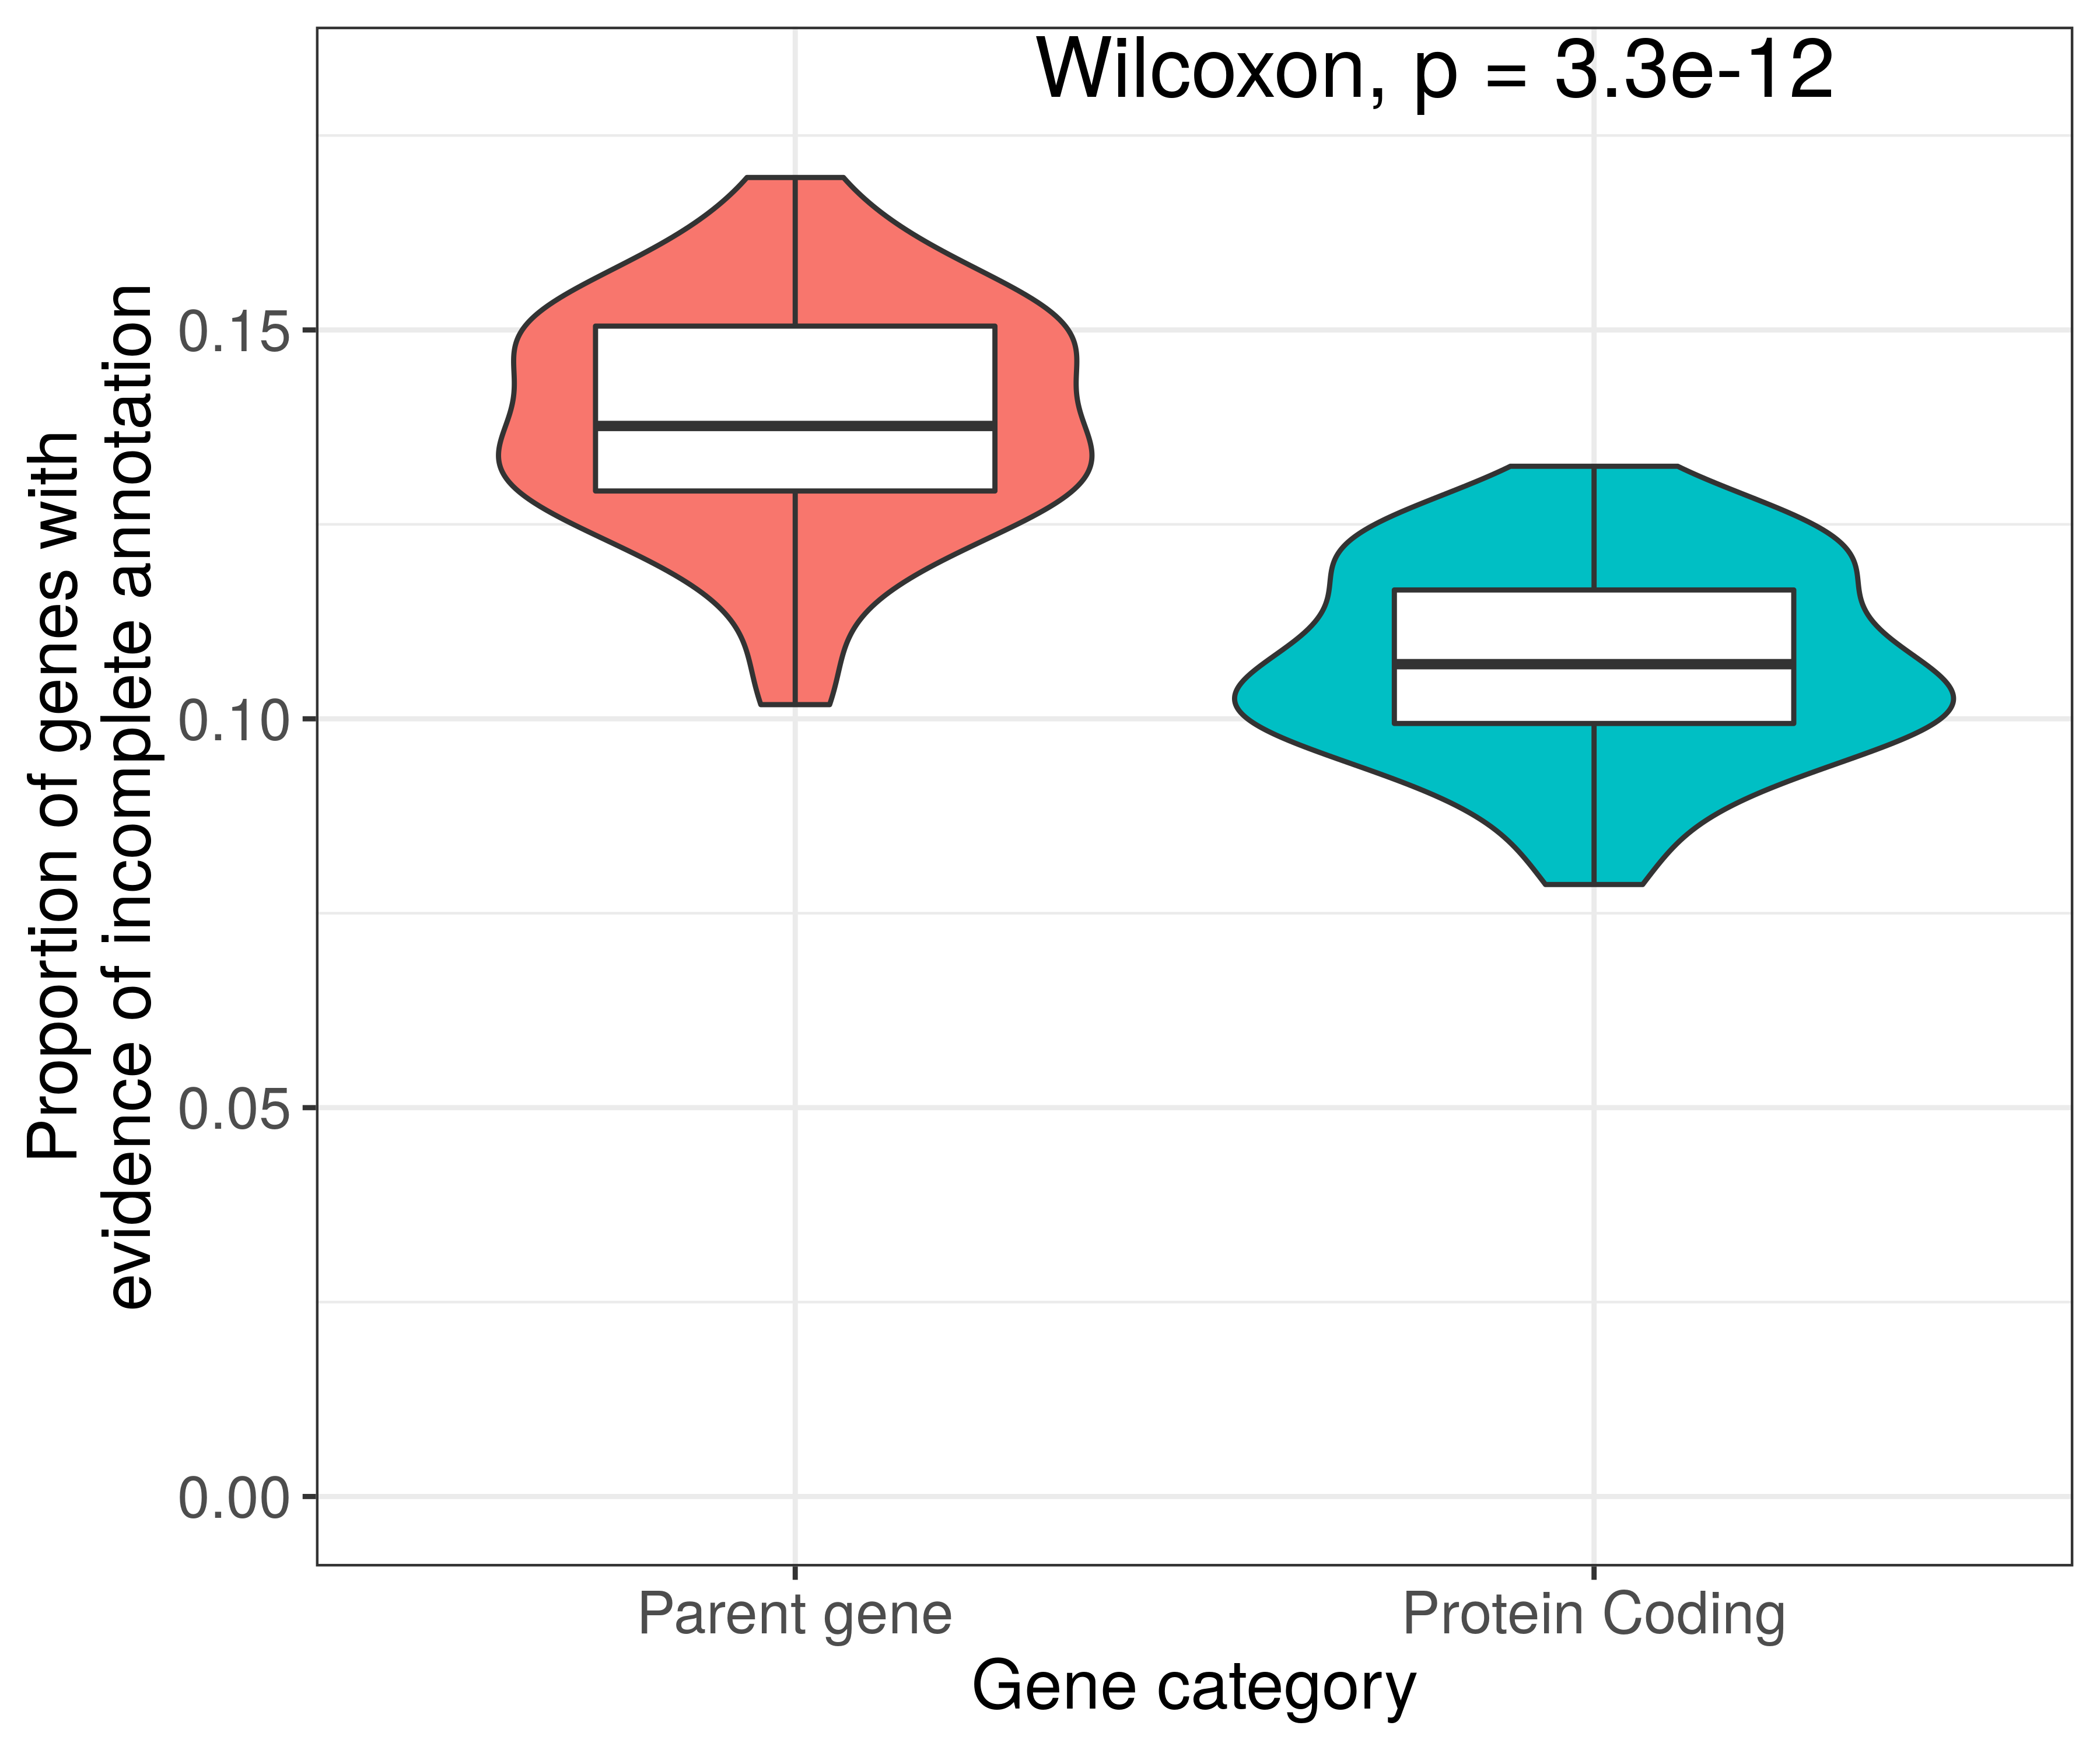 Wilcoxon, p = 3.3e-12
Proportion of genes with
evidence of incomplete annotation
0.15
0.10
0.05
0.00
Parent gene
Protein Coding
Gene category